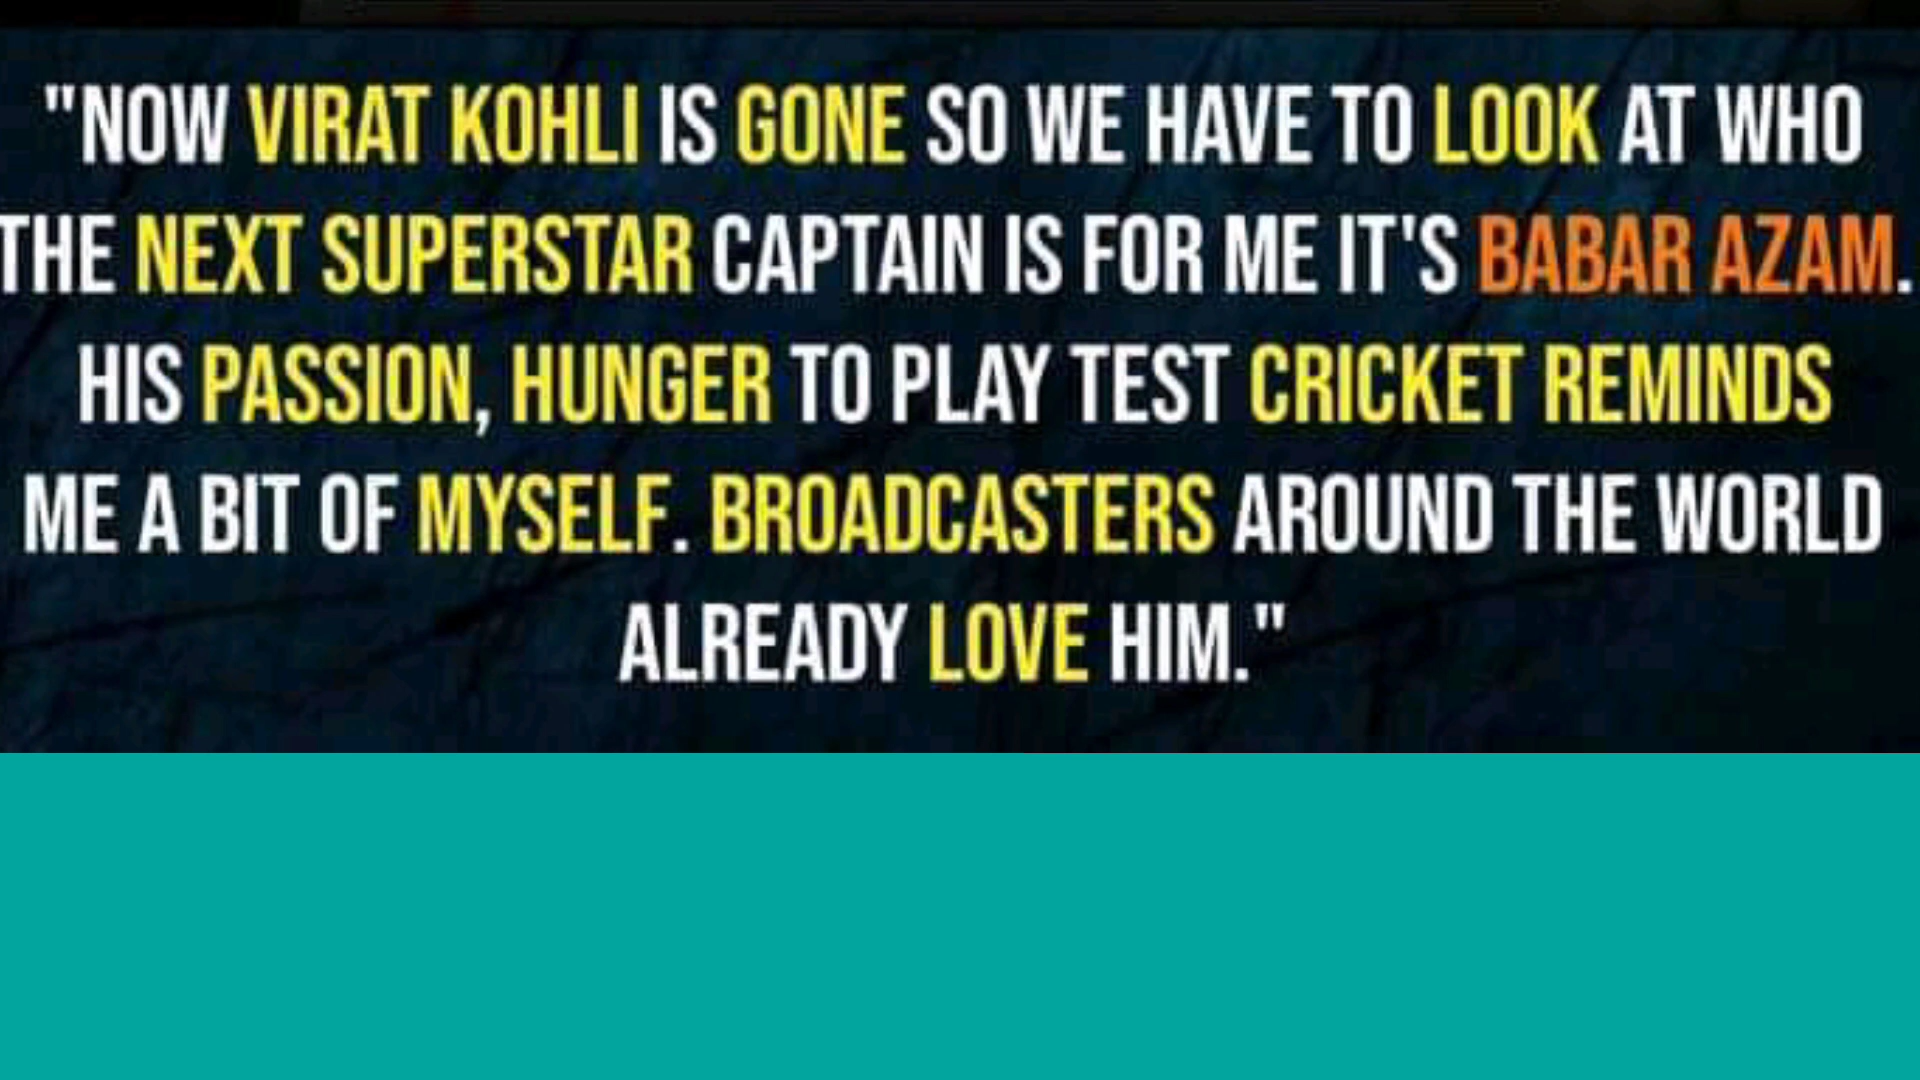 "NOW VIRAT KOHLI IS GONE SO WE HAVE TO LOOK AT WHO
THE NEXT SUPERSTAR CAPTAIN IS FOR ME IT'S BABAR AZAM.
HIS PASSION, HUNGER TO PLAY TEST CRICKET REMINDS
ME A BIT OF MYSELF. BROADCASTERS AROUND THE WORLD
ALREADY LOVE HIM."